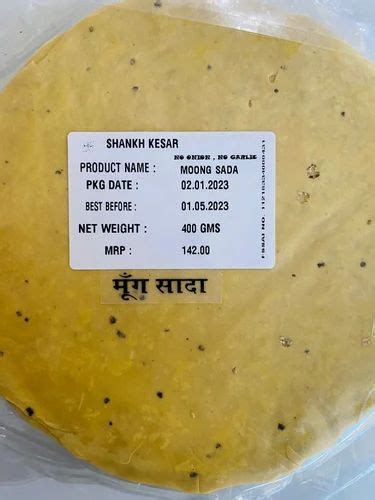 SHANKH KESAR
NO ONION , NO GARLIC
PRODUCT NAME : MOONG SADA
PKG DATE : 02.01.2023
BEST BEFORE : 01.05.2023
NET WEIGHT : 400 GMS
MRP : 142.00
मूँग सादा